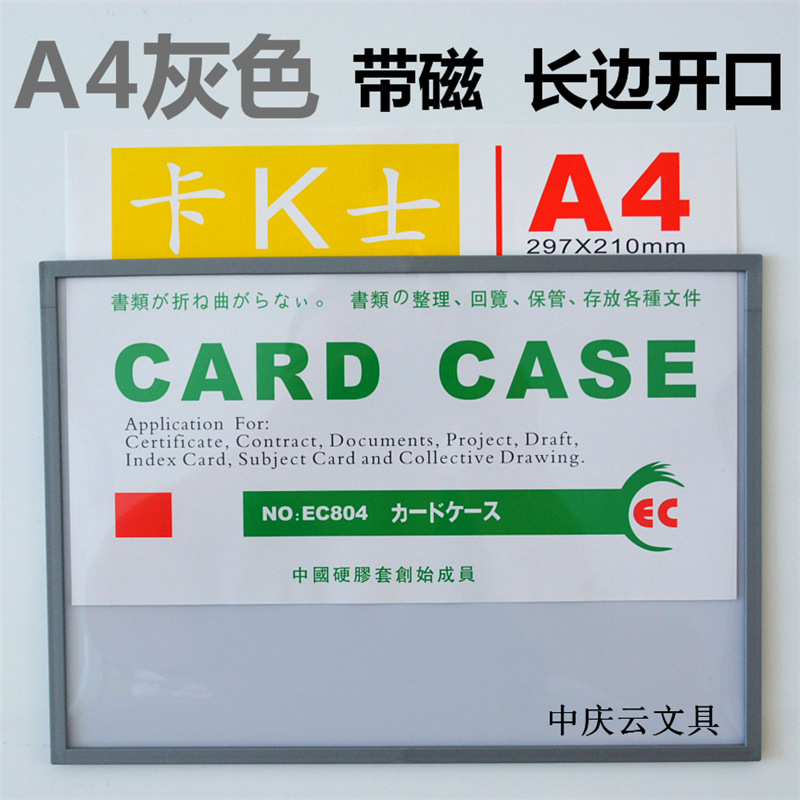 A4灰色 带磁 长边开口
卡K士
A4
297X210mm
書類が折ね曲がらなぃ。 書類の整理、回覽、保管、存放各種文件
CARD CASE
Application For:
Certificate, Contract, Documents, Project, Draft,
Index Card, Subject Card and Collective Drawing.
NO:EC804 カードケース
EC
中國硬膠套創始成員
中庆云文具